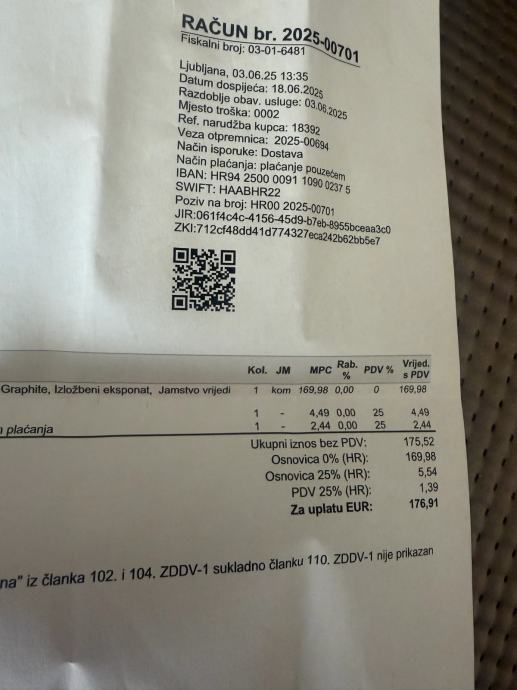 RAČUN br. 2025-00701
Fiskalni broj: 03-01-6481
Ljubljana, 03.06.25 13:35
Datum dospijeća: 18.06.2025
Razdoblje obav. usluge: 03.06.2025
Mjesto troška: 0002
Ref. narudžba kupca: 18392
Veza otpremnica: 2025-00694
Način isporuke: Dostava
Način plaćanja: plaćanje pouzećem
IBAN: HR94 2500 0091 1090 0237 5
SWIFT: HAABHR22
Poziv na broj: HR00 2025-00701
JIR:061f4c4c-4156-45d9-b7eb-8955bceaa3c0
ZKI:712cf48dd41d774327eca242b62bb5e7
Kol. JM MPC Rab. % PDV % Vrijed. s PDV
Graphite, Izložbeni eksponat, Jamstvo vrijedi 1 kom 169,98 0,00 0 169,98
1 - 4,49 0,00 25 4,49
plaćanja 1 - 2,44 0,00 25 2,44
Ukupni iznos bez PDV: 175,52
Osnovica 0% (HR): 169,98
Osnovica 25% (HR): 5,54
PDV 25% (HR): 1,39
Za uplatu EUR: 176,91
na" iz članka 102. i 104. ZDDV-1 sukladno članku 110. ZDDV-1 nije prikazan